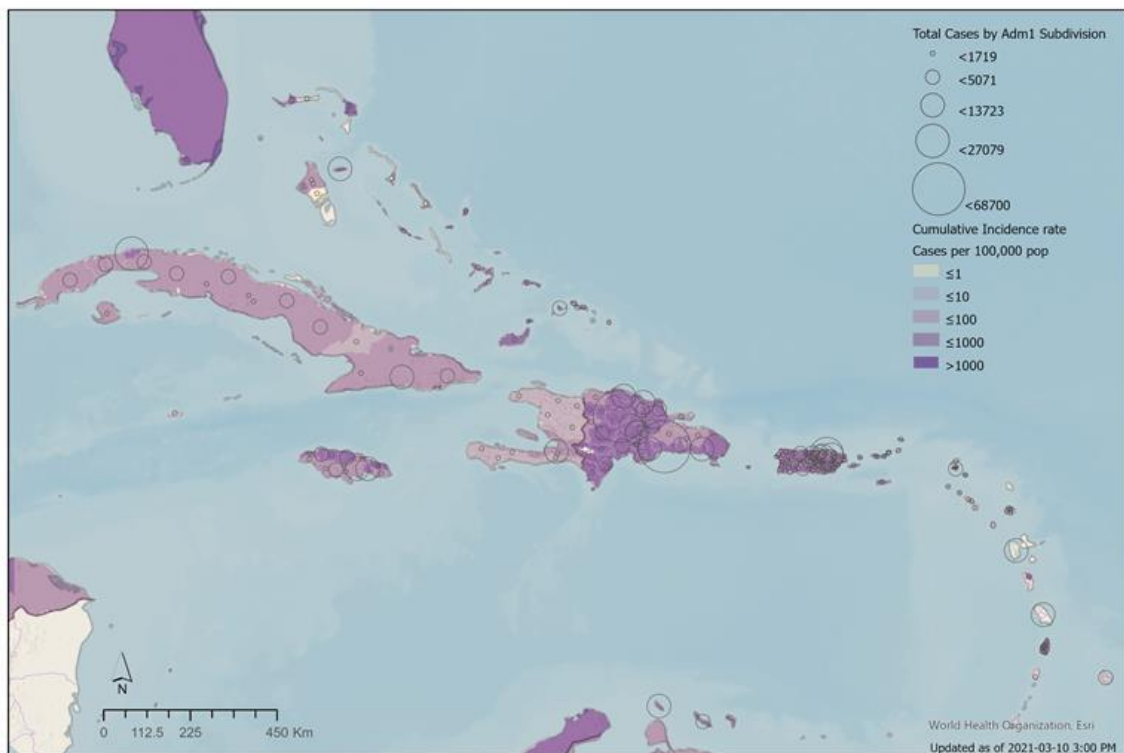 Total Cases by Adm1 Subdivision
<1719
<5071
<13723
<27079
<68700
Cumulative Incidence rate
Cases per 100,000 pop
≤1
≤10
≤100
≤1000
>1000
N
0 112.5 225 450 Km
World Health Organization, Esri
Updated as of 2021-03-10 3:00 PM